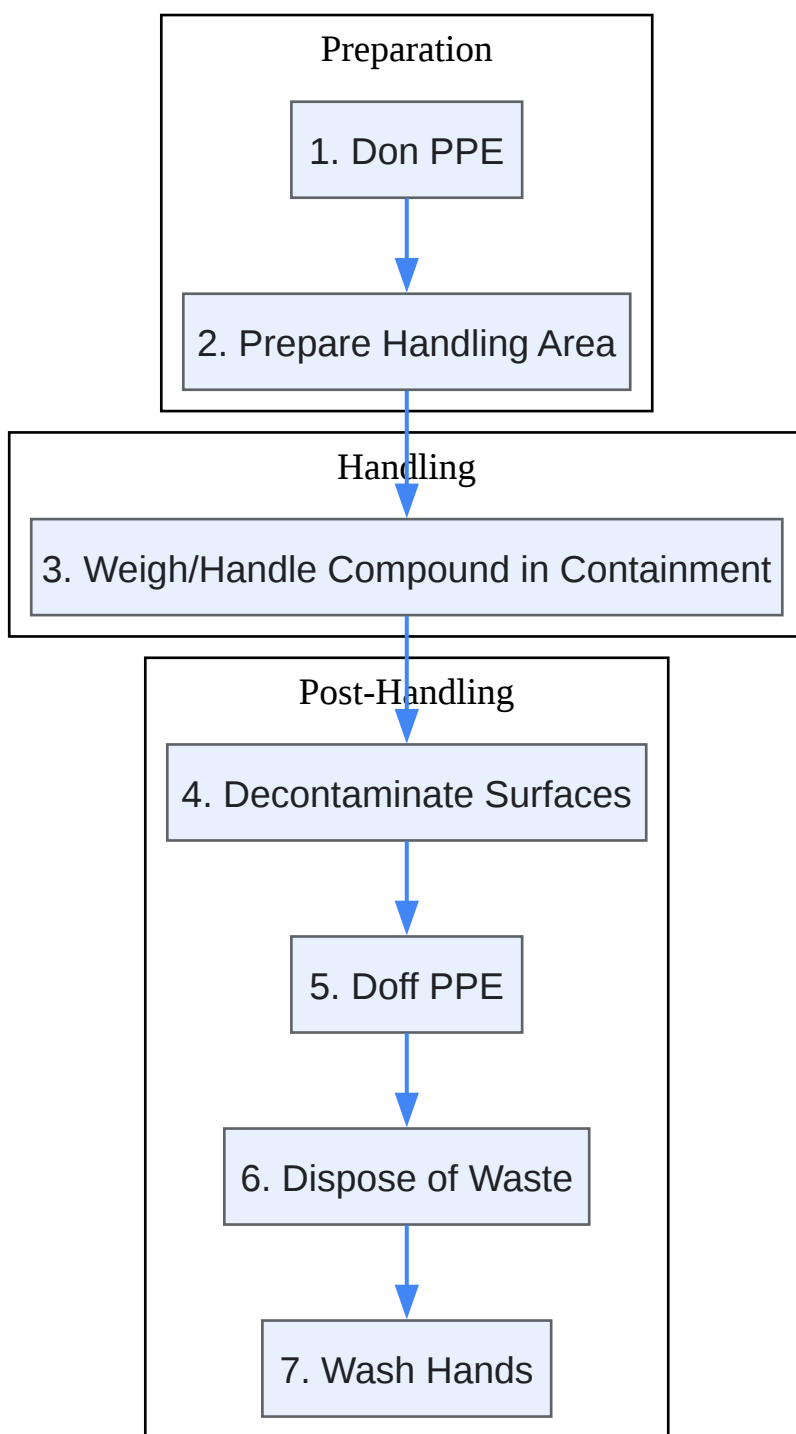 Preparation
1. Don PPE
2. Prepare Handling Area
Handling
3. Weigh/Handle Compound in Containment
Post-Handling
4. Decontaminate Surfaces
5. Doff PPE
6. Dispose of Waste
7. Wash Hands